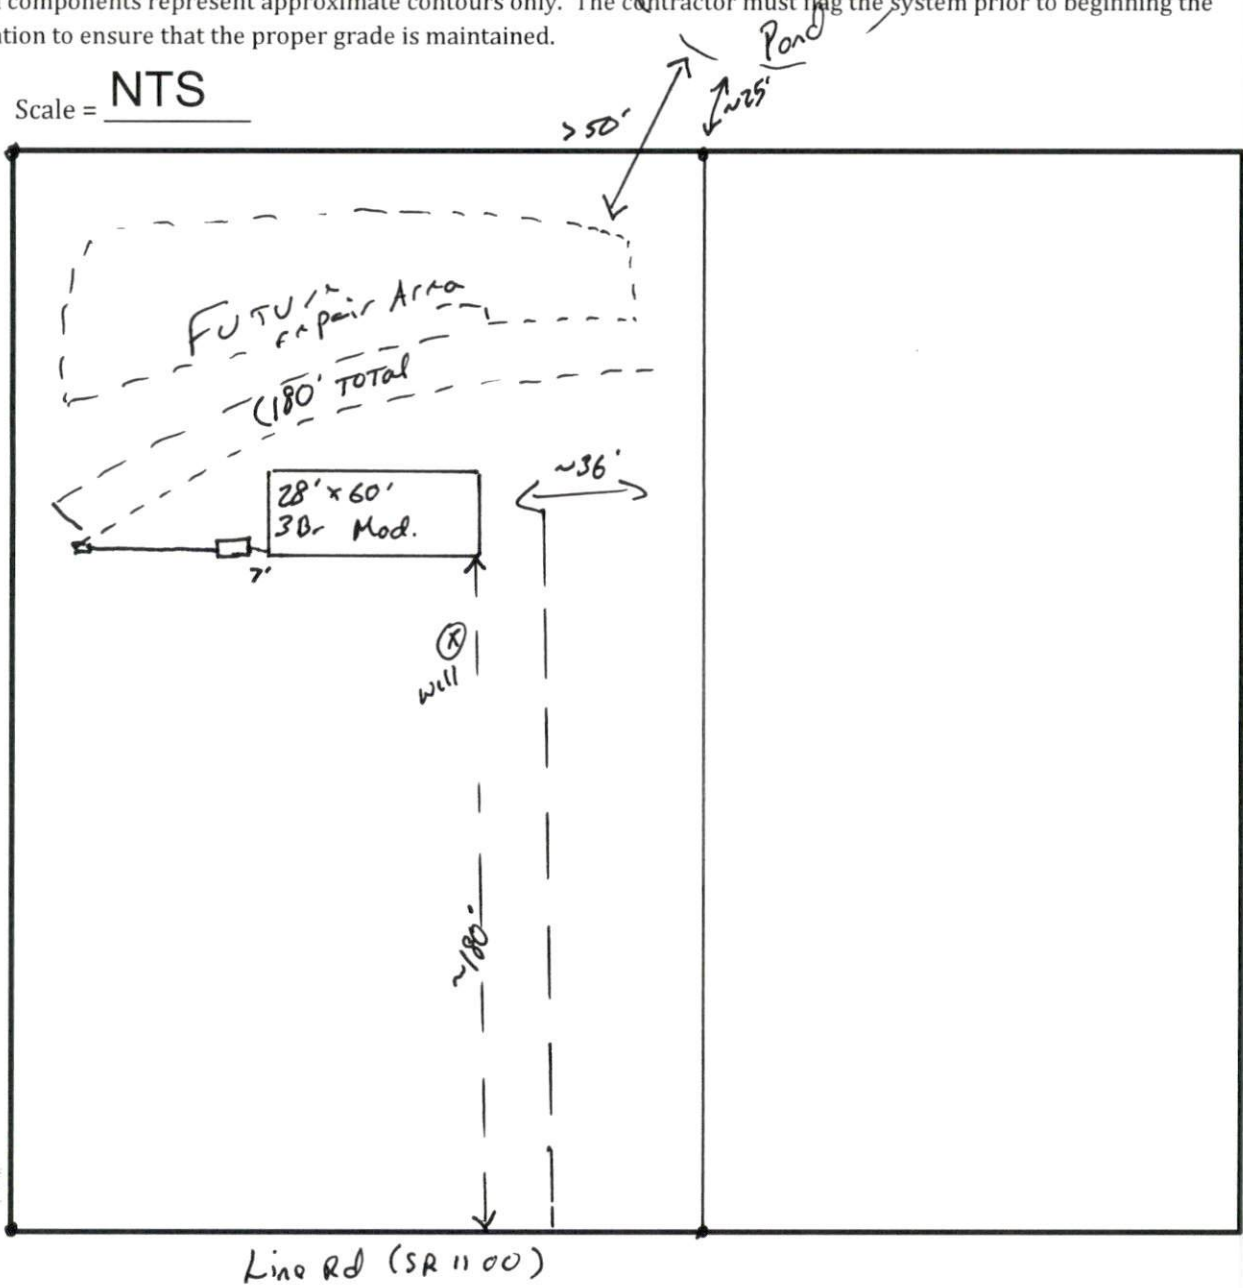 components represent approximate contours only. The contractor must flag the system prior to beginning the
tion to ensure that the proper grade is maintained.
Pond
Scale = NTS
~25'
>50'
Future
repair Area
(180' Total
28' x 60'
3Br Mod.
~36'
7'
Well
~180'
Line Rd (SR 1100)